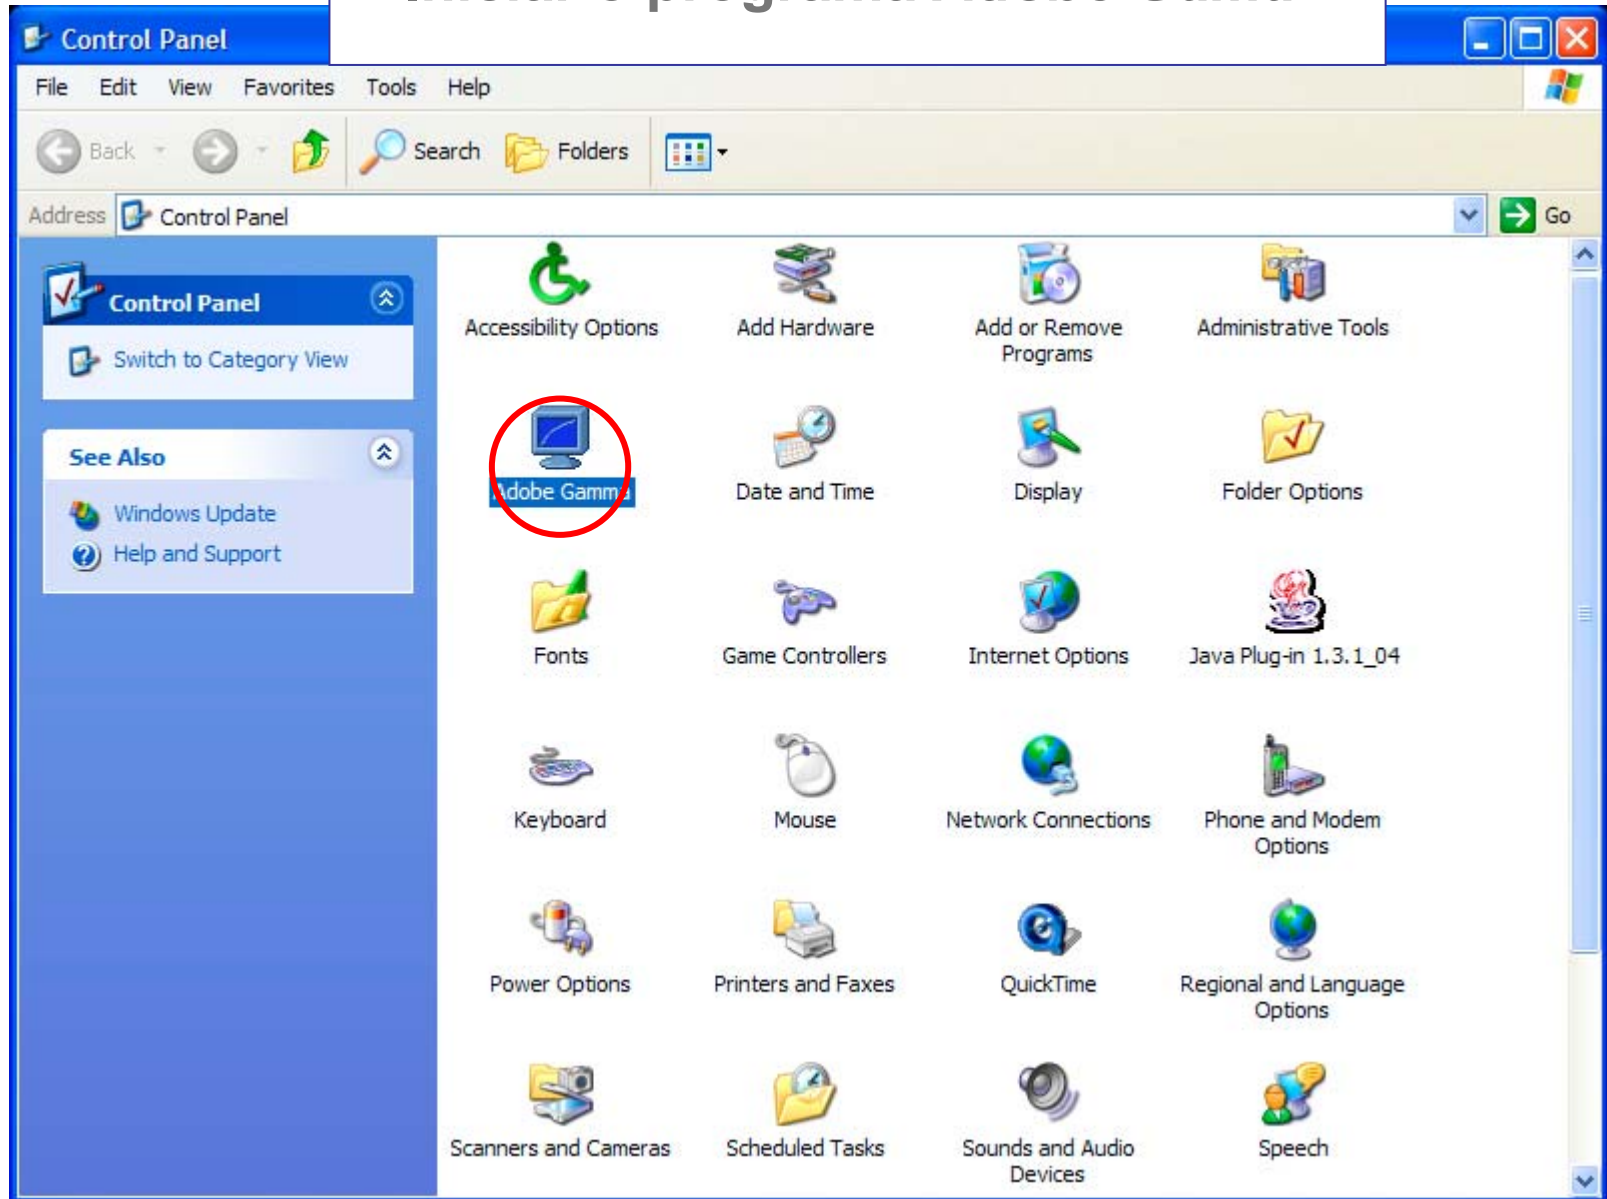 Iniciar o programa Adobe Gama
Control Panel
File Edit View Favorites Tools Help
Back Search Folders
Address Control Panel Go
Control Panel
Switch to Category View
See Also
Windows Update
Help and Support
Accessibility Options
Add Hardware
Add or Remove
Programs
Administrative Tools
Adobe Gamma
Date and Time
Display
Folder Options
Fonts
Game Controllers
Internet Options
Java Plug-in 1.3.1_04
Keyboard
Mouse
Network Connections
Phone and Modem
Options
Power Options
Printers and Faxes
QuickTime
Regional and Language
Options
Scanners and Cameras
Scheduled Tasks
Sounds and Audio
Devices
Speech